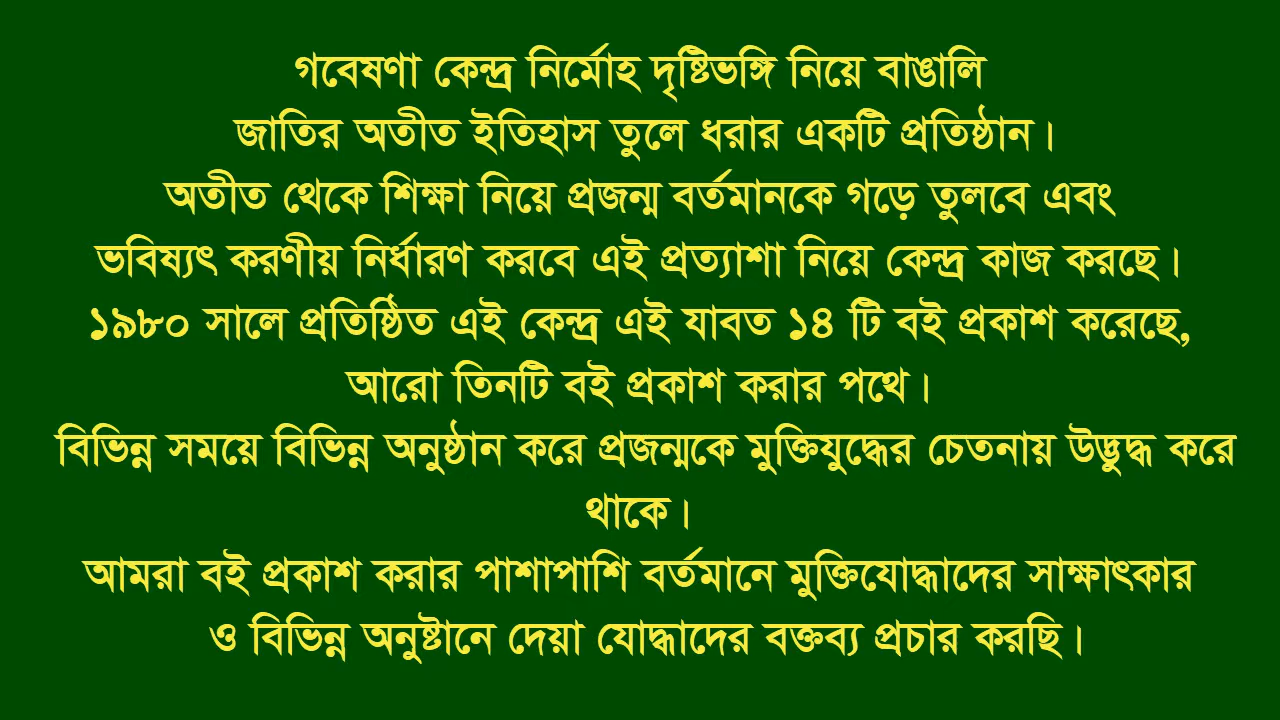 গবেষণা কেন্দ্র নির্মোহ দৃষ্টিভঙ্গি নিয়ে বাঙালি
জাতির অতীত ইতিহাস তুলে ধরার একটি প্রতিষ্ঠান।
অতীত থেকে শিক্ষা নিয়ে প্রজন্ম বর্তমানকে গড়ে তুলবে এবং
ভবিষ্যৎ করণীয় নির্ধারণ করবে এই প্রত্যাশা নিয়ে কেন্দ্র কাজ করছে।
১৯৮০ সালে প্রতিষ্ঠিত এই কেন্দ্র এই যাবত ১৪ টি বই প্রকাশ করেছে,
আরো তিনটি বই প্রকাশ করার পথে।
বিভিন্ন সময়ে বিভিন্ন অনুষ্ঠান করে প্রজন্মকে মুক্তিযুদ্ধের চেতনায় উদ্ভুদ্ধ করে
থাকে।
আমরা বই প্রকাশ করার পাশাপাশি বর্তমানে মুক্তিযোদ্ধাদের সাক্ষাৎকার
ও বিভিন্ন অনুষ্টানে দেয়া যোদ্ধাদের বক্তব্য প্রচার করছি।